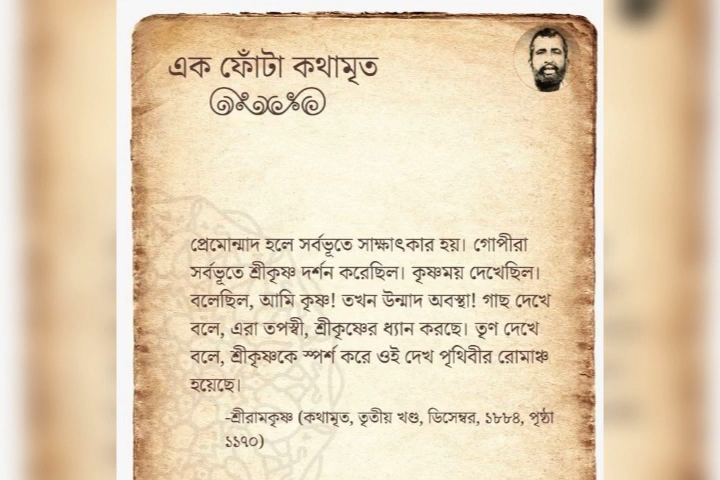 এক ফোঁটা কথামৃত
প্রেমোন্মাদ হলে সর্বভূতে সাক্ষাৎকার হয়। গোপীরা
সর্বভূতে শ্রীকৃষ্ণ দর্শন করেছিল। কৃষ্ণময় দেখেছিল।
বলেছিল, আমি কৃষ্ণ! তখন উন্মাদ অবস্থা! গাছ দেখে
বলে, এরা তপস্বী, শ্রীকৃষ্ণের ধ্যান করছে। তৃণ দেখে
বলে, শ্রীকৃষ্ণকে স্পর্শ করে ওই দেখ পৃথিবীর রোমাঞ্চ
হয়েছে।
-শ্রীরামকৃষ্ণ (কথামৃত, তৃতীয় খণ্ড, ডিসেম্বর, ১৮৮৪, পৃষ্ঠা
১১৭০)